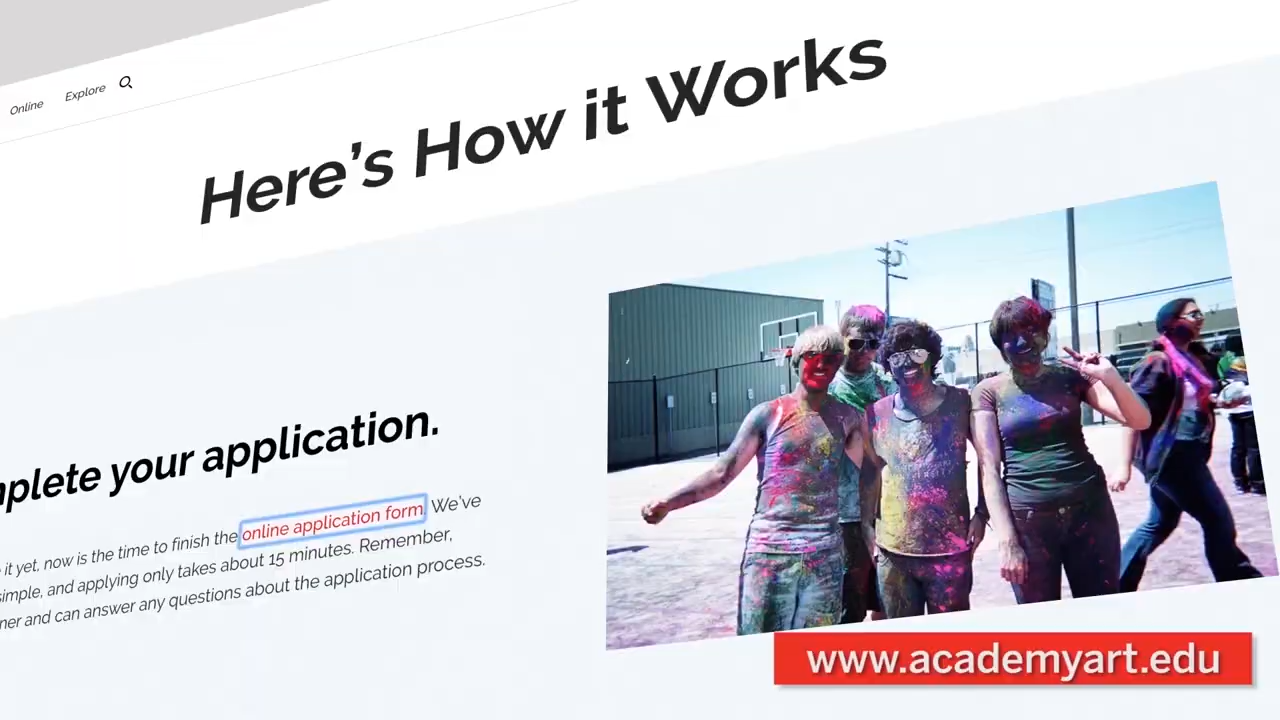 Online Explore
Here's How it Works
mplete your application.
it yet, now is the time to finish the online application form. We've
simple, and applying only takes about 15 minutes. Remember,
ner and can answer any questions about the application process.
www.academyart.edu